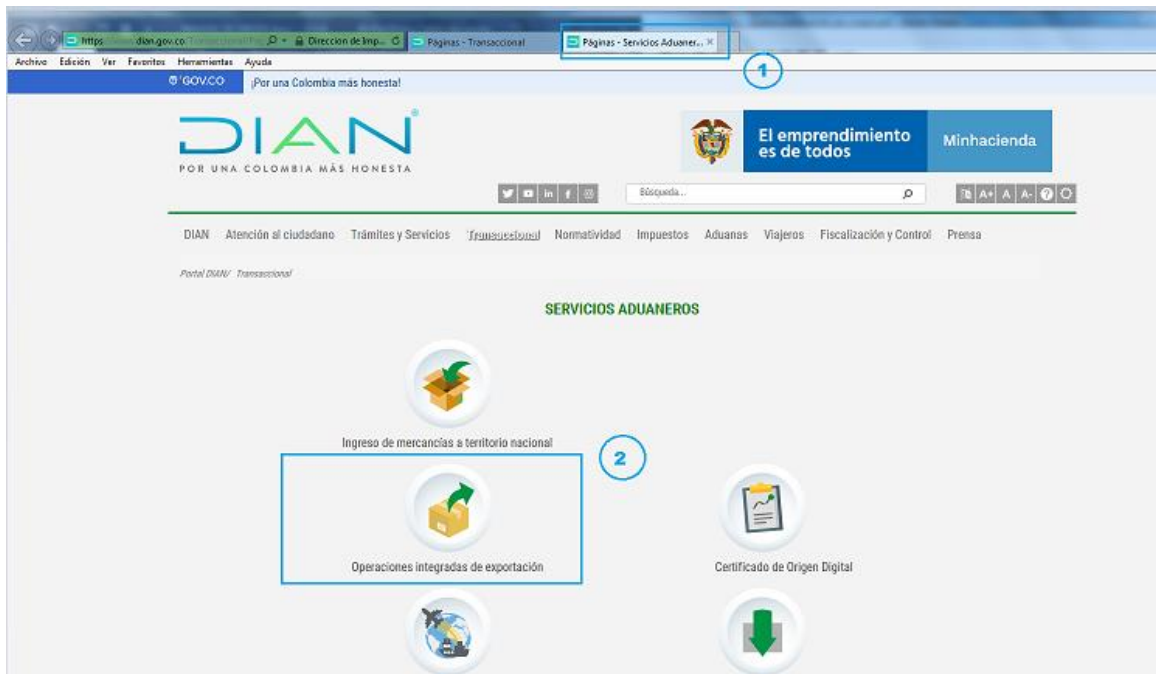 https dian.gov.co Direccion de Imp... Páginas - Transaccional Páginas - Servicios Aduaner...
1
Archivo Edición Ver Favoritos Herramientas Ayuda
GOV.CO ¡Por una Colombia más honesta!
DIAN
POR UNA COLOMBIA MÁS HONESTA
El emprendimiento
es de todos
Minhacienda
Búsqueda...
A+ A A- ?
DIAN Atención al ciudadano Trámites y Servicios Transaccional Normatividad Impuestos Aduanas Viajeros Fiscalización y Control Prensa
Portal DIAN/ Transaccional
SERVICIOS ADUANEROS
Ingreso de mercancías a territorio nacional
2
Operaciones integradas de exportación
Certificado de Origen Digital